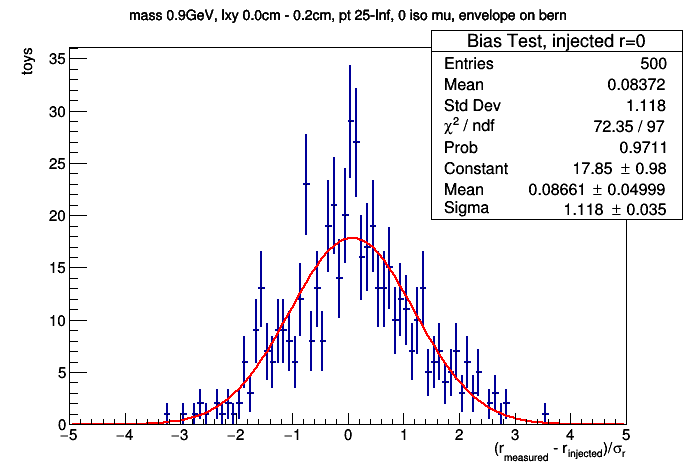 mass 0.9GeV, lxy 0.0cm - 0.2cm, pt 25-Inf, 0 iso mu, envelope on bern
Bias Test, injected r=0
Entries 500
Mean 0.08372
Std Dev 1.118
χ² / ndf 72.35 / 97
Prob 0.9711
Constant 17.85 ± 0.98
Mean 0.08661 ± 0.04999
Sigma 1.118 ± 0.035
toys
35
30
25
20
15
10
5
0
−5 −4 −3 −2 −1 0 1 2 3 4 5
(r_measured - r_injected)/σ_r